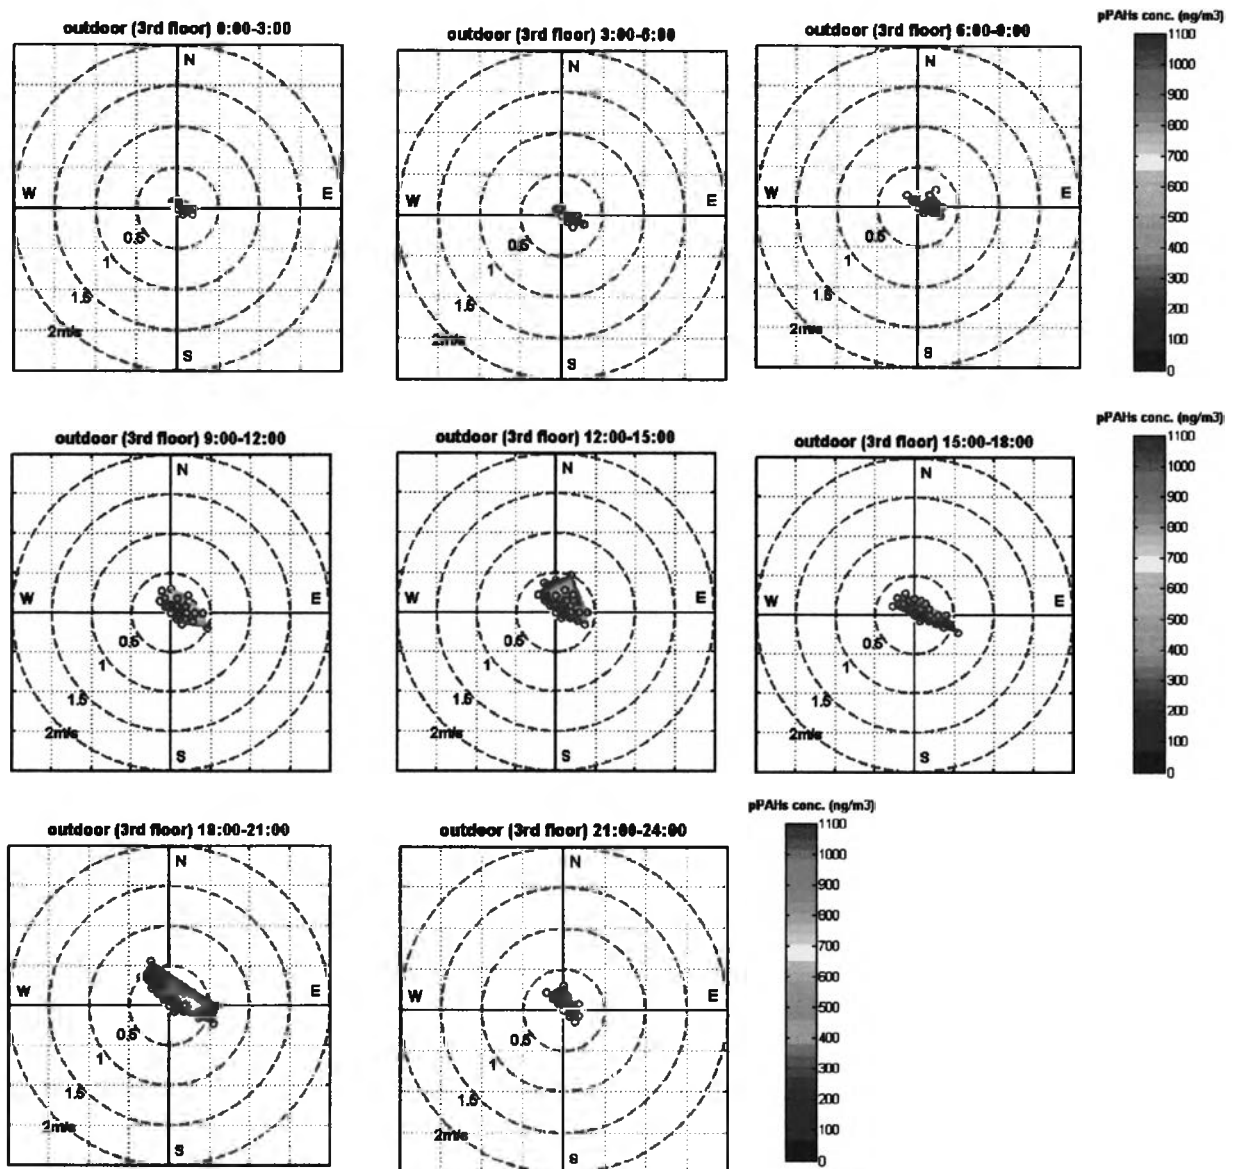 pPAHs conc. (ng/m3)
outdoor (3rd floor) 0:00-3:00
outdoor (3rd floor) 3:00-6:00
outdoor (3rd floor) 6:00-9:00
N
N
N
W
E
W
E
W
E
0.5
1
1.5
2m/s
S
0.5
1
1.5
2m/s
S
0.5
1
1.5
2m/s
S
1100
1000
900
800
700
600
500
400
300
200
100
0
pPAHs conc. (ng/m3)
outdoor (3rd floor) 9:00-12:00
outdoor (3rd floor) 12:00-15:00
outdoor (3rd floor) 15:00-18:00
N
N
N
W
E
W
E
W
E
0.5
1
1.5
2m/s
S
0.5
1
1.5
2m/s
S
0.5
1
1.5
2m/s
S
1100
1000
900
800
700
600
500
400
300
200
100
0
pPAHs conc. (ng/m3)
outdoor (3rd floor) 18:00-21:00
outdoor (3rd floor) 21:00-24:00
N
N
W
E
W
E
0.5
1
1.5
2m/s
S
0.5
1
1.5
2m/s
S
1100
1000
900
800
700
600
500
400
300
200
100
0